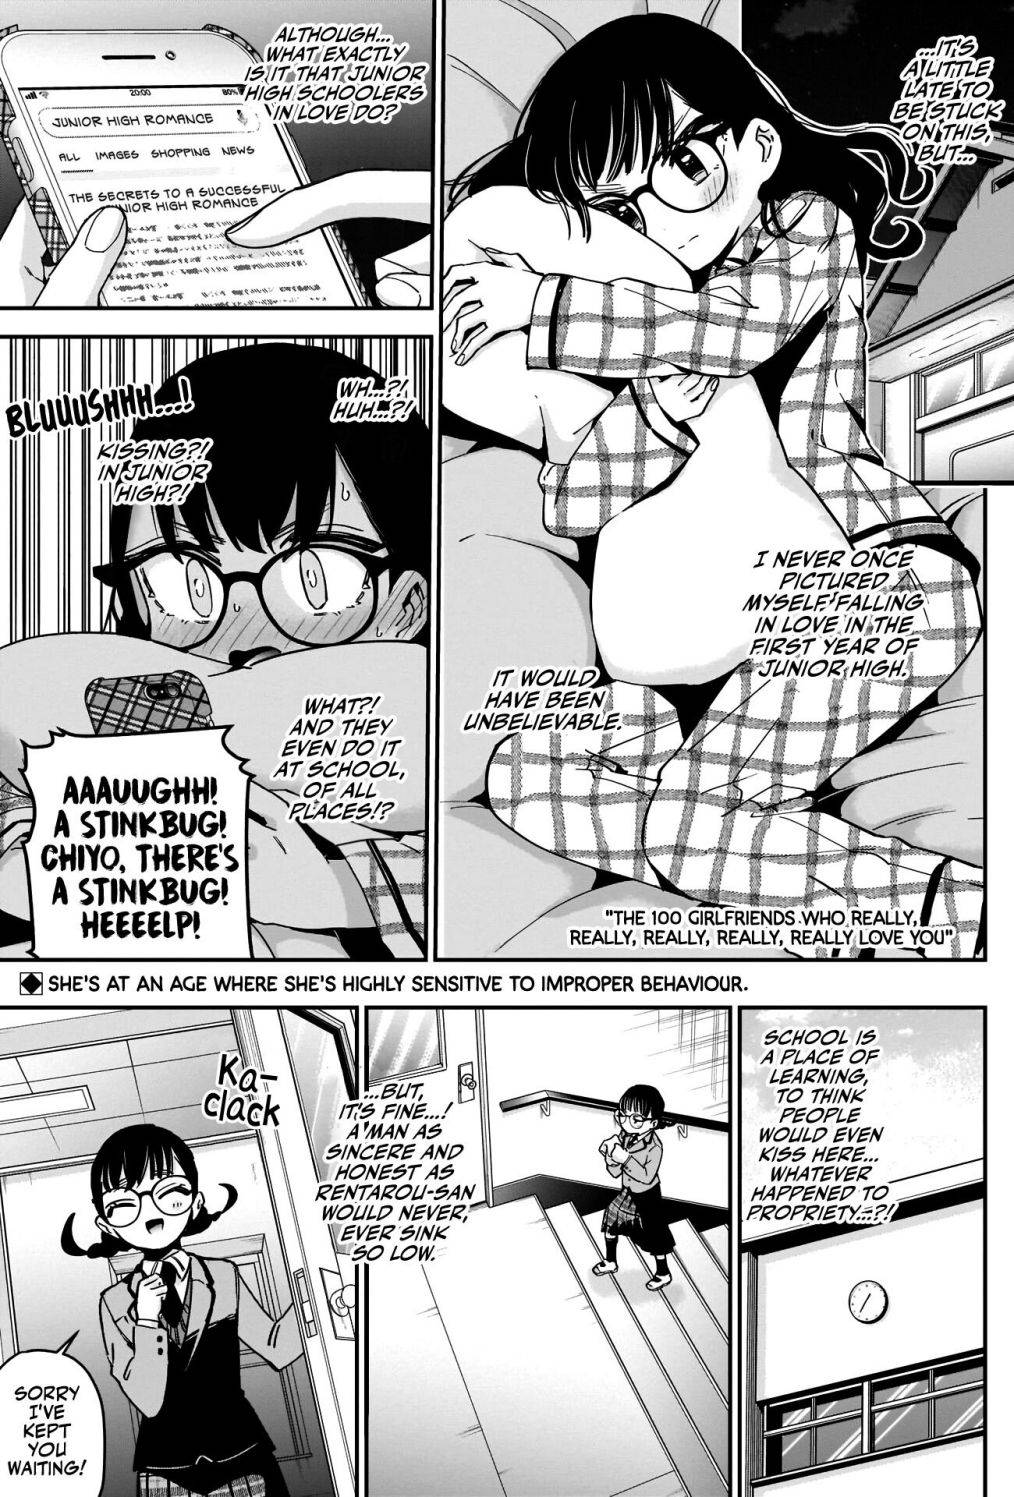 ...IT'S
A LITTLE
LATE TO
BE STUCK
ON THIS,
BUT...
I NEVER ONCE
PICTURED
MYSELF FALLING
IN LOVE IN THE
FIRST YEAR OF
JUNIOR HIGH.
IT WOULD
HAVE BEEN
UNBELIEVABLE.
"THE 100 GIRLFRIENDS WHO REALLY,
REALLY, REALLY, REALLY, REALLY LOVE YOU"
ALTHOUGH...
WHAT EXACTLY
IS IT THAT JUNIOR
HIGH SCHOOLERS
IN LOVE DO?
20:00
80%
JUNIOR HIGH ROMANCE
ALL IMAGES SHOPPING NEWS
THE SECRETS TO A SUCCESSFUL
JUNIOR HIGH ROMANCE
WH...?!
HUH...?!
BLUUUSHHH...!
KISSING?!
IN JUNIOR
HIGH?!
WHAT?!
AND THEY
EVEN DO IT
AT SCHOOL,
OF ALL
PLACES!?
AAAUUGHH!
A STINKBUG!
CHIYO, THERE'S
A STINKBUG!
HEEEELP!
SHE'S AT AN AGE WHERE SHE'S HIGHLY SENSITIVE TO IMPROPER BEHAVIOUR.
SCHOOL IS
A PLACE OF
LEARNING,
TO THINK
PEOPLE
WOULD EVEN
KISS HERE...
WHATEVER
HAPPENED TO
PROPRIETY...?!
...BUT,
IT'S FINE...!
A MAN AS
SINCERE AND
HONEST AS
RENTAROU-SAN
WOULD NEVER,
EVER SINK
SO LOW.
Ka-
clack
SORRY
I'VE
KEPT
YOU
WAITING!